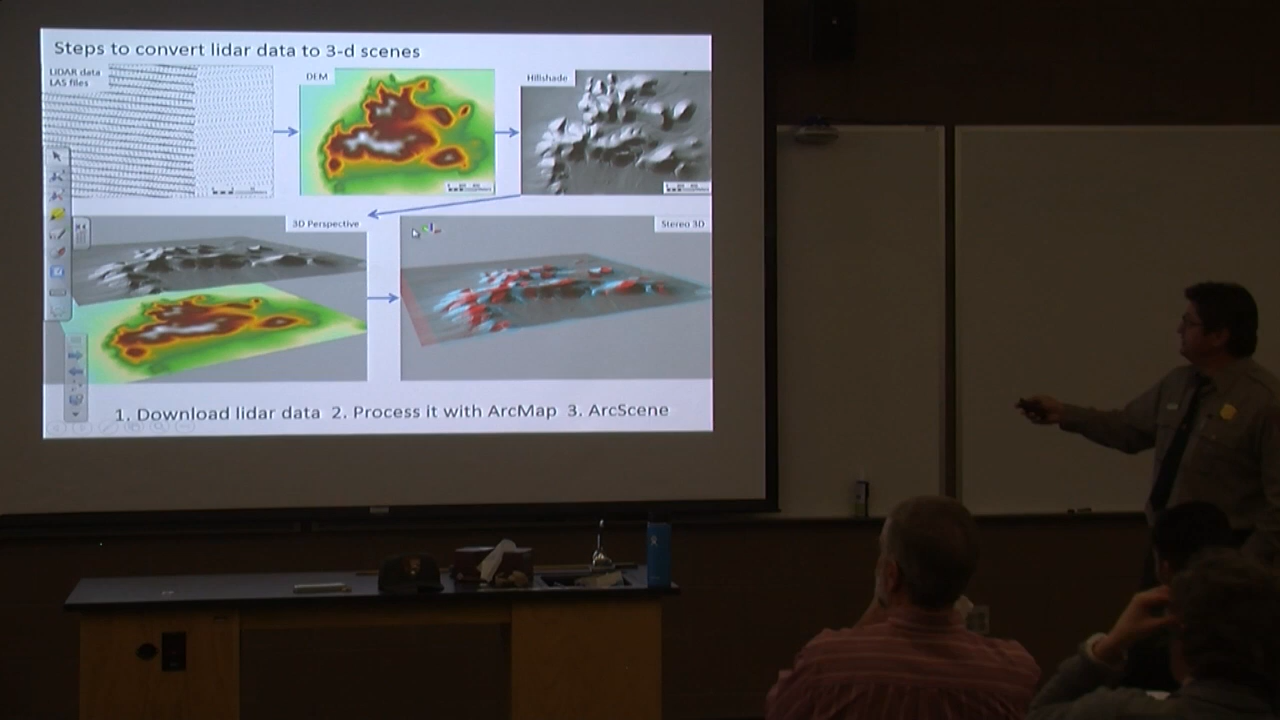 Steps to convert lidar data to 3-d scenes
LIDAR data
LAS files
DEM
Hillshade
3D Perspective
Stereo 3D
1. Download lidar data 2. Process it with ArcMap 3. ArcScene